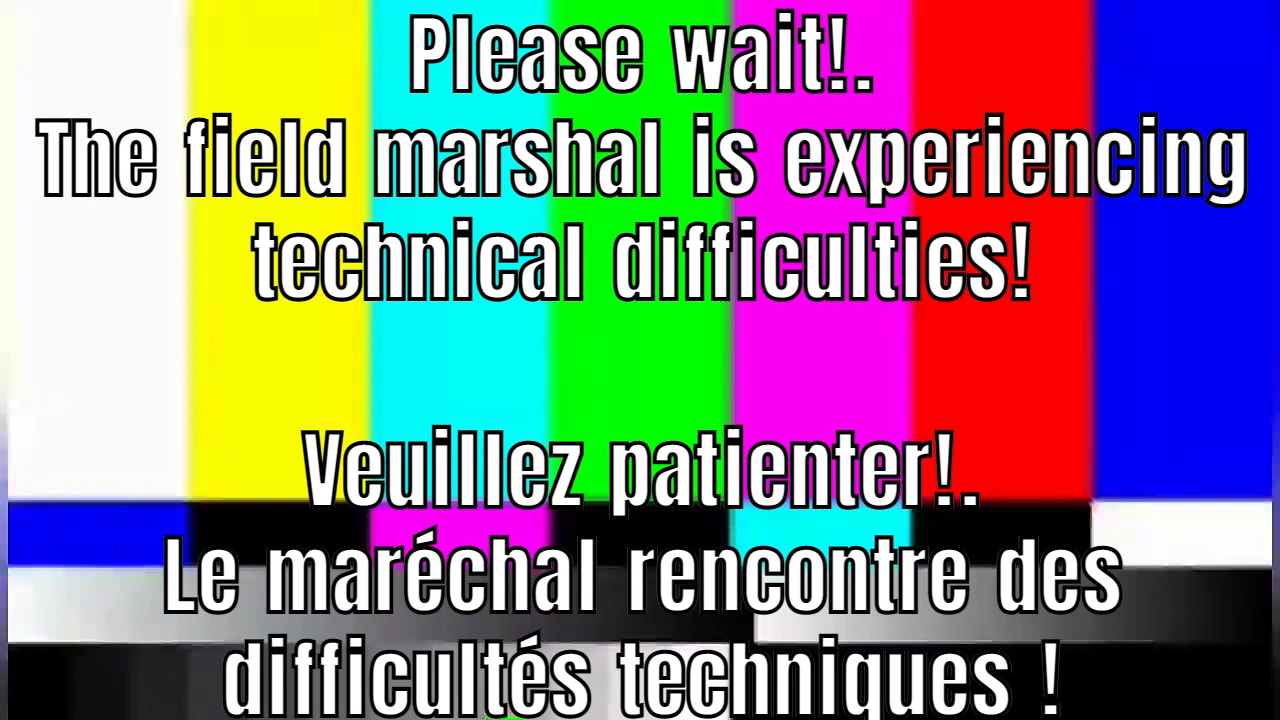 Please wait!.
The field marshal is experiencing
technical difficulties!
Veuillez patienter!.
Le maréchal rencontre des
difficultés techniques !